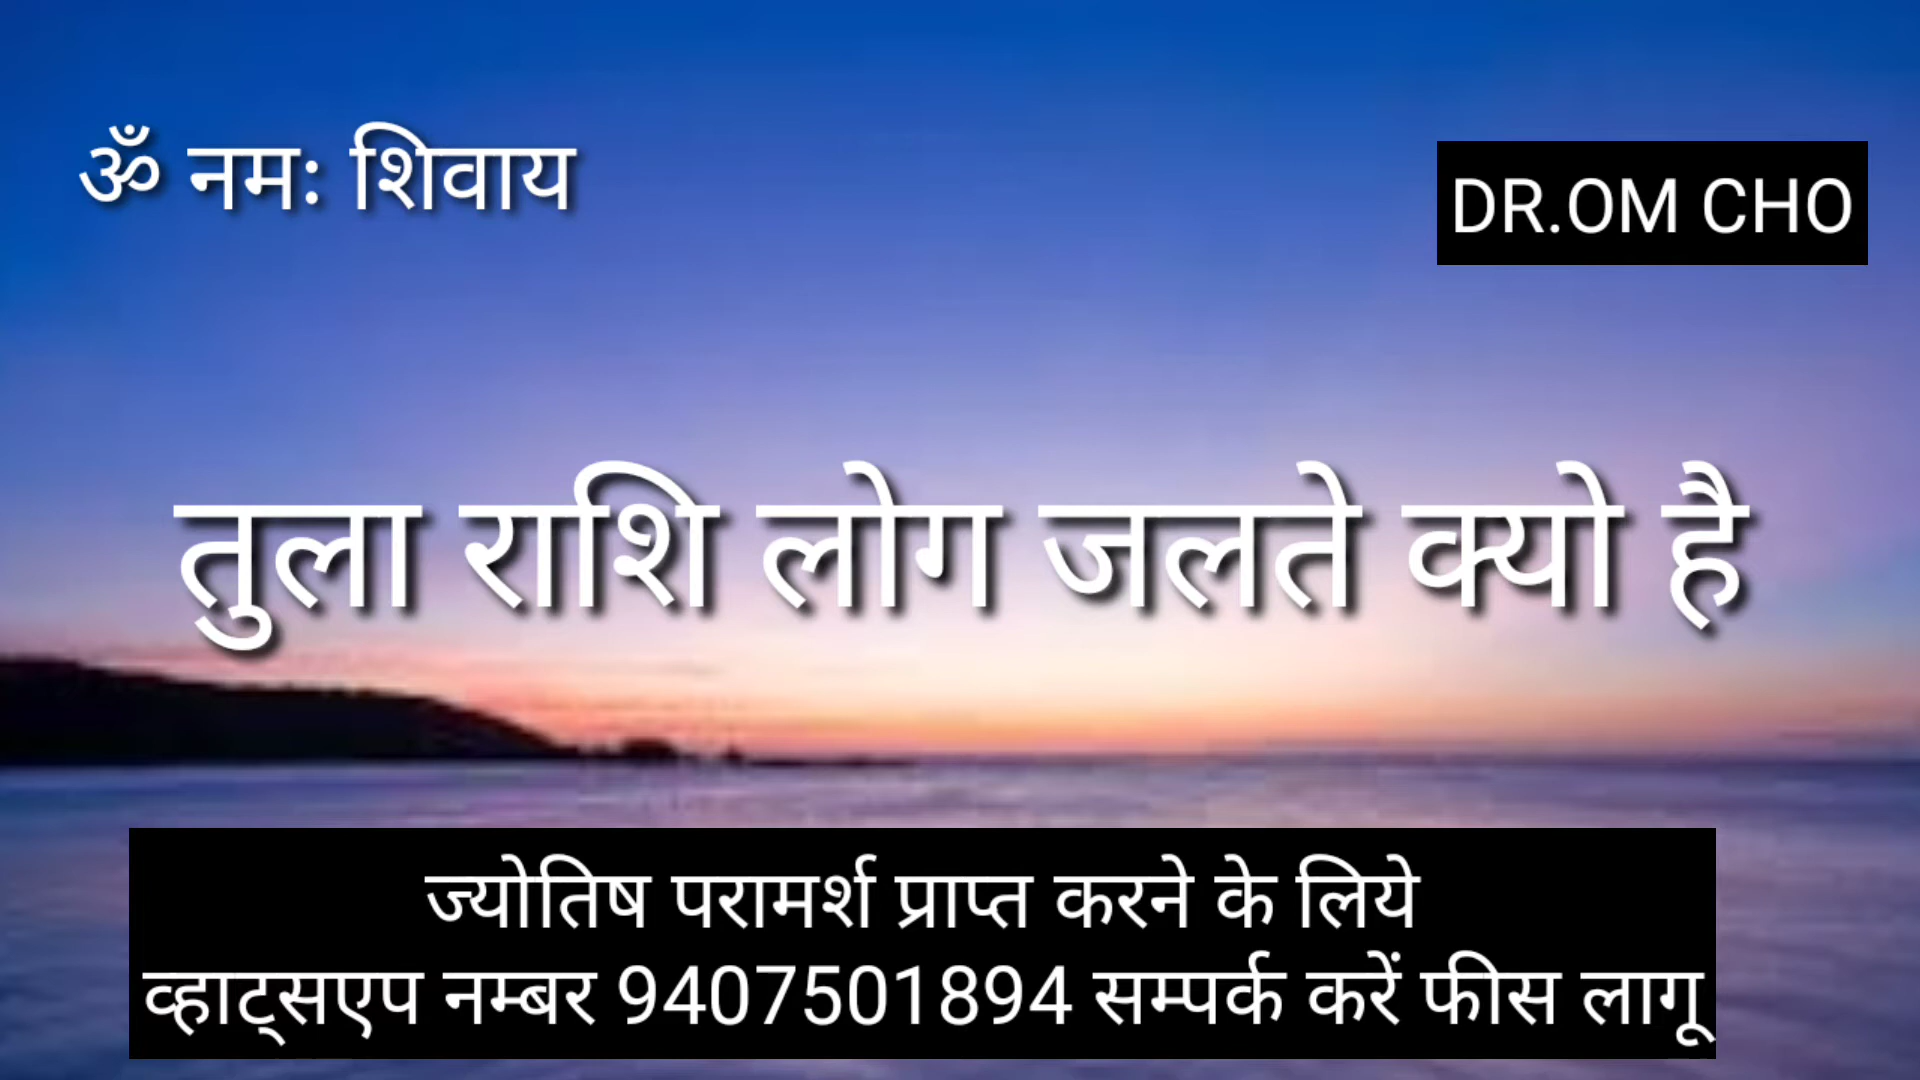 ॐ नमः शिवाय
DR.OM CHO
तुला राशि लोग जलते क्यो है
ज्योतिष परामर्श प्राप्त करने के लिये
व्हाट्सएप नम्बर 9407501894 सम्पर्क करें फीस लागू